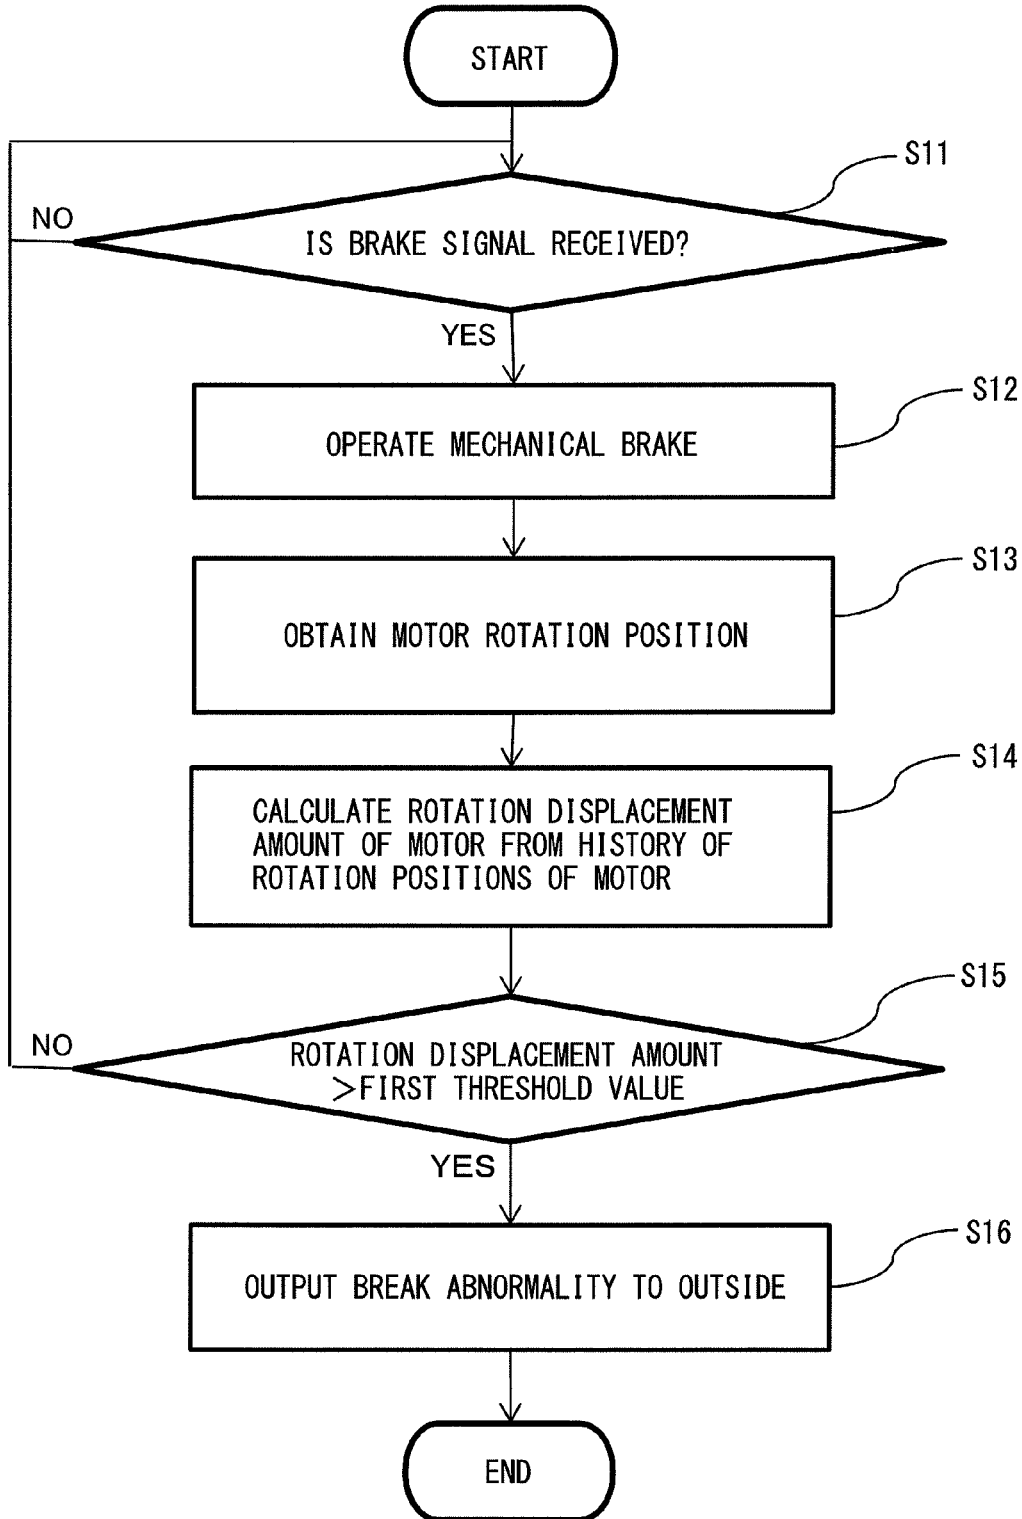 START
S11
NO
IS BRAKE SIGNAL RECEIVED?
YES
S12
OPERATE MECHANICAL BRAKE
S13
OBTAIN MOTOR ROTATION POSITION
S14
CALCULATE ROTATION DISPLACEMENT
AMOUNT OF MOTOR FROM HISTORY OF
ROTATION POSITIONS OF MOTOR
S15
NO
ROTATION DISPLACEMENT AMOUNT
>FIRST THRESHOLD VALUE
YES
S16
OUTPUT BREAK ABNORMALITY TO OUTSIDE
END